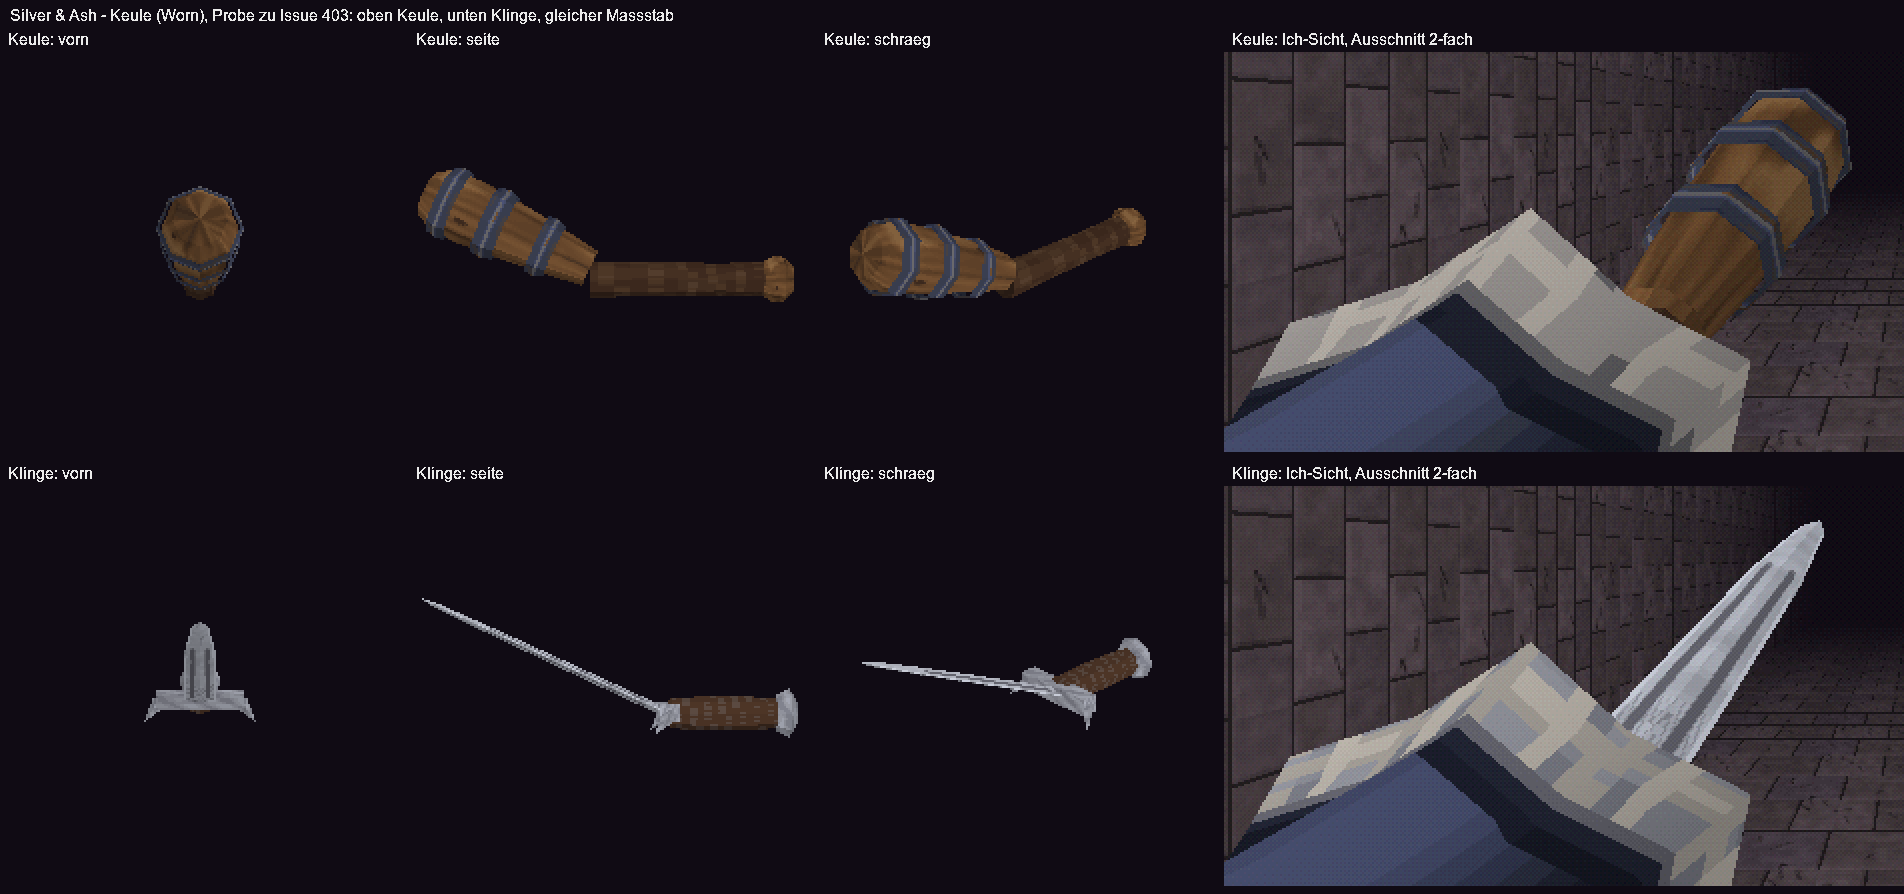 Silver & Ash - Keule (Worn), Probe zu Issue 403: oben Keule, unten Klinge, gleicher Massstab
Keule: vorn
Keule: seite
Keule: schraeg
Keule: Ich-Sicht, Ausschnitt 2-fach
Klinge: vorn
Klinge: seite
Klinge: schraeg
Klinge: Ich-Sicht, Ausschnitt 2-fach